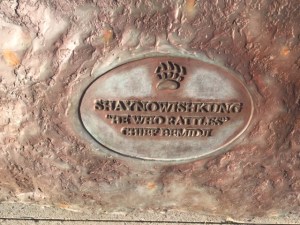 SHAYNOWISHKUNG
"HE WHO RATTLES"
CHIEF BEMIDJI